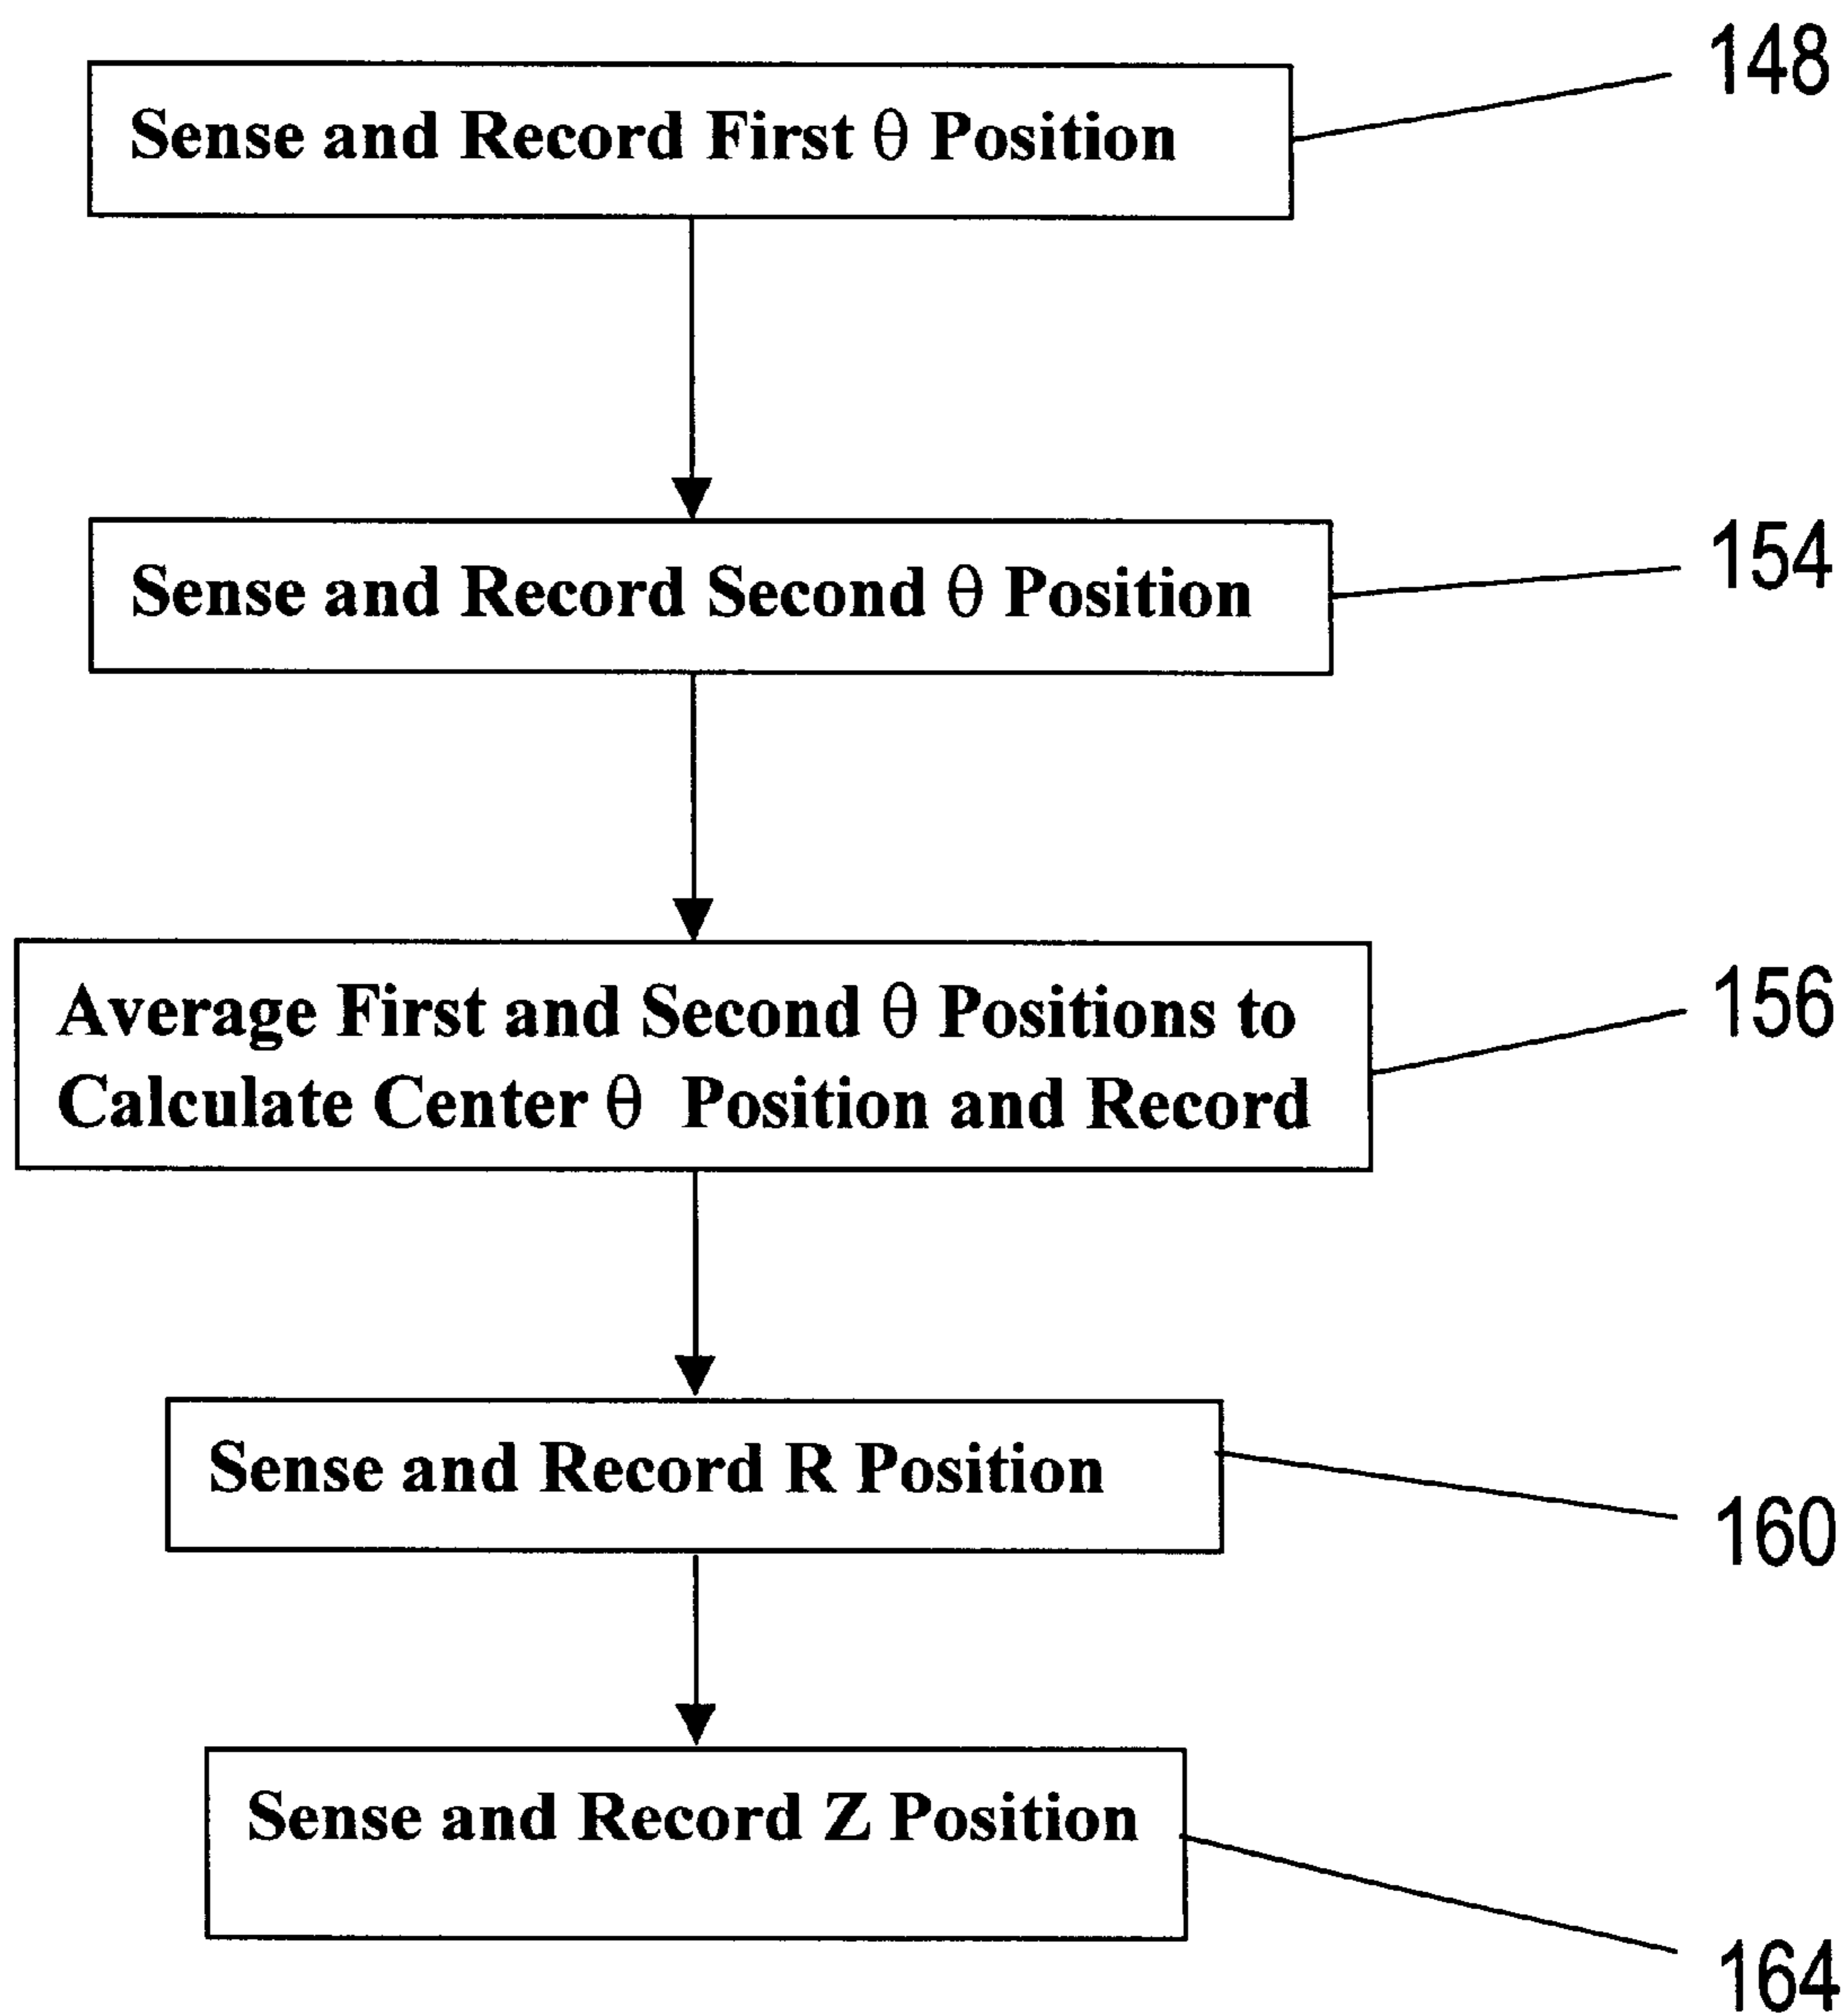 148
Sense and Record First θ Position
154
Sense and Record Second θ Position
156
Average First and Second θ Positions to
Calculate Center θ Position and Record
Sense and Record R Position
160
Sense and Record Z Position
164